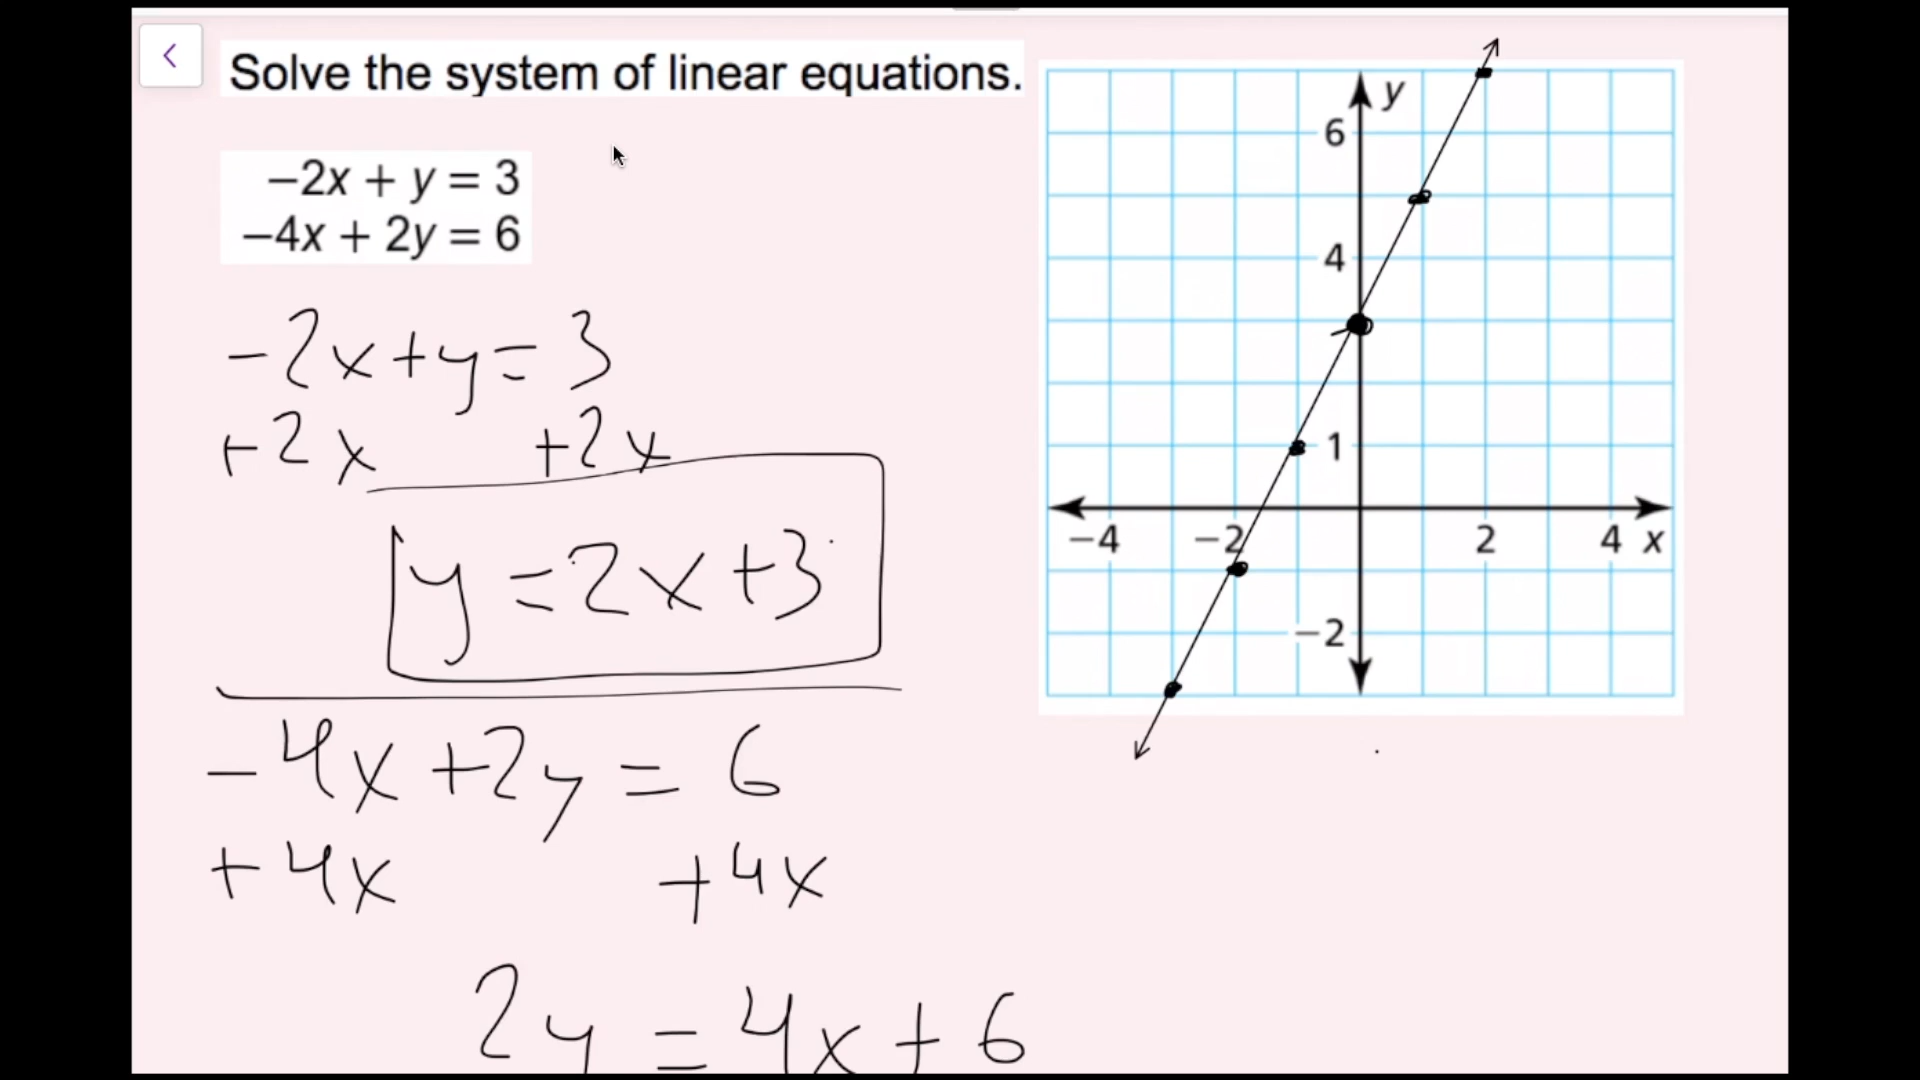 Solve the system of linear equations.
−2x + y = 3
−4x + 2y = 6
-2x+y=3
+2x +2x
y=2x+3
-4x+2y=6
+4x +4x
2y=4x+6
y
6
4
1
−4 −2 2 4 x
−2